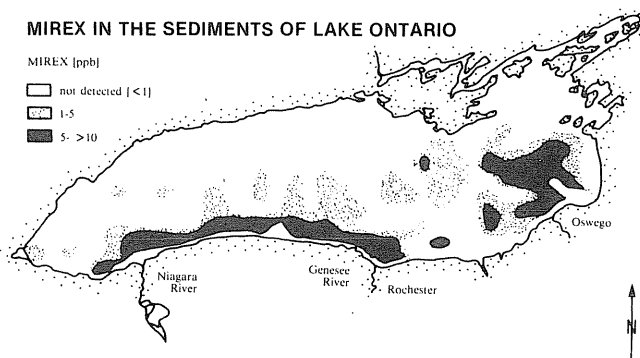 MIREX IN THE SEDIMENTS OF LAKE ONTARIO
MIREX [ppb]
not detected [<1]
1-5
5- >10
Oswego
Niagara
River
Genesee
River
Rochester
N